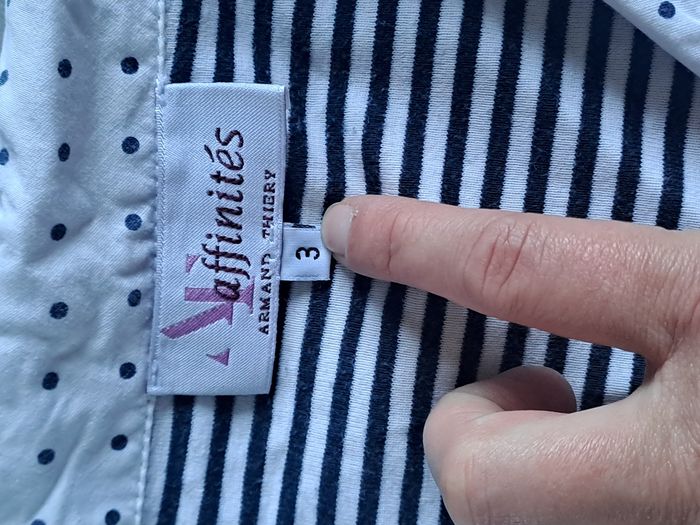 affinités
ARMAND THIERY
3